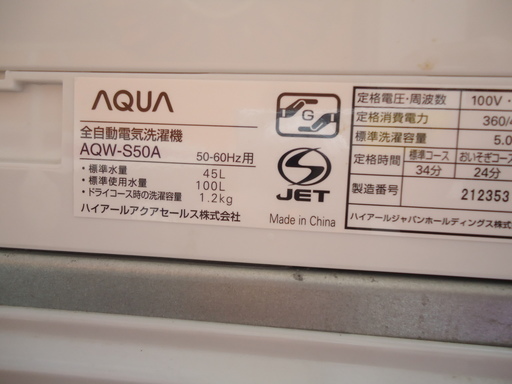 AQUA
全自動電気洗濯機
AQW-S50A 50-60Hz用
・標準水量 45L
・標準使用水量 100L
・ドライコース時の洗濯容量 1.2kg
ハイアールアクアセールス株式会社
G
JET
Made in China
定格電圧・周波数 100V・
定格消費電力 360/4
標準洗濯容量 5.0
定格時間 標準コース おいそぎコース
34分 24分
製造番号 212353
ハイアールジャパンホールディングス株式